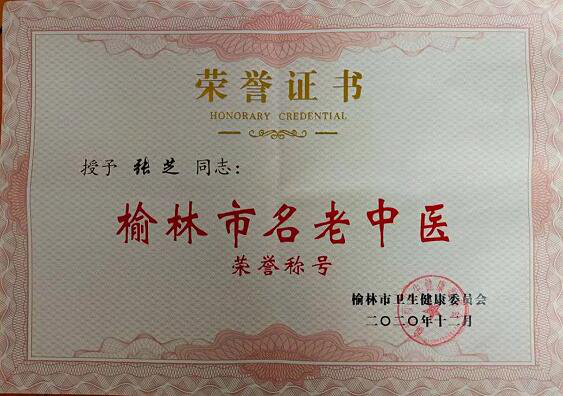 荣誉证书
HONORARY CREDENTIAL
授予 张芝 同志：
榆林市名老中医
荣誉称号
榆林市卫生健康委员会
二〇二〇年十二月